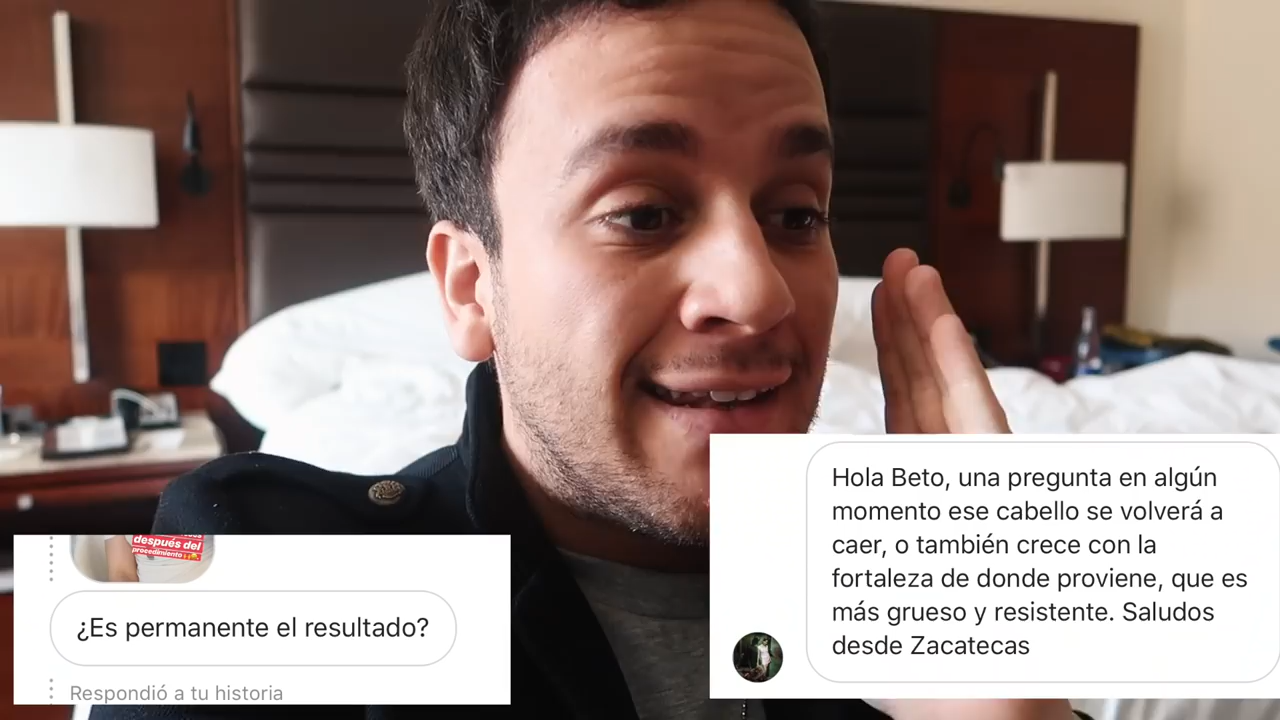 después del
procedimiento
¿Es permanente el resultado?
Respondió a tu historia
Hola Beto, una pregunta en algún
momento ese cabello se volverá a
caer, o también crece con la
fortaleza de donde proviene, que es
más grueso y resistente. Saludos
desde Zacatecas